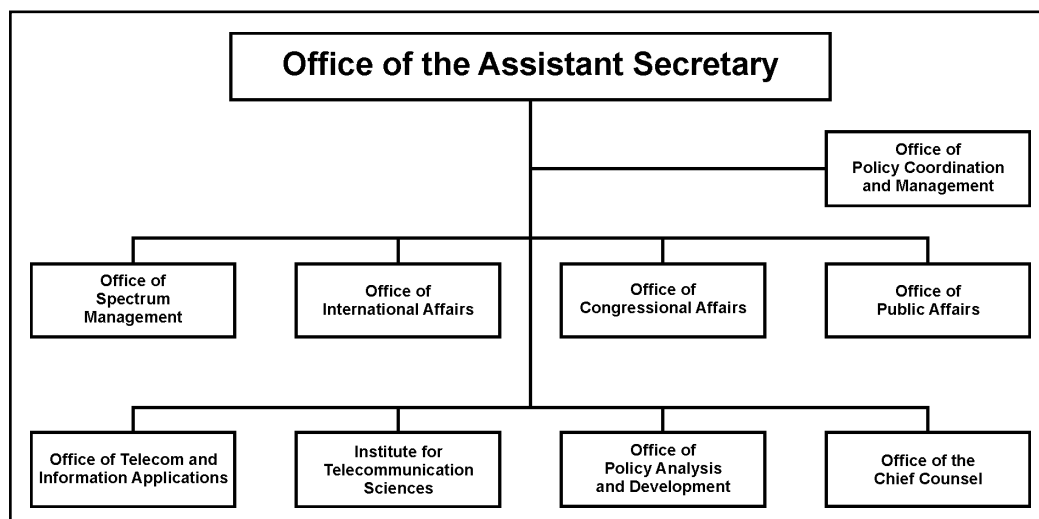 Office of the Assistant Secretary
Office of
Policy Coordination
and Management
Office of
Spectrum
Management
Office of
International Affairs
Office of
Congressional Affairs
Office of
Public Affairs
Office of Telecom and
Information Applications
Institute for
Telecommunication
Sciences
Office of
Policy Analysis
and Development
Office of the
Chief Counsel